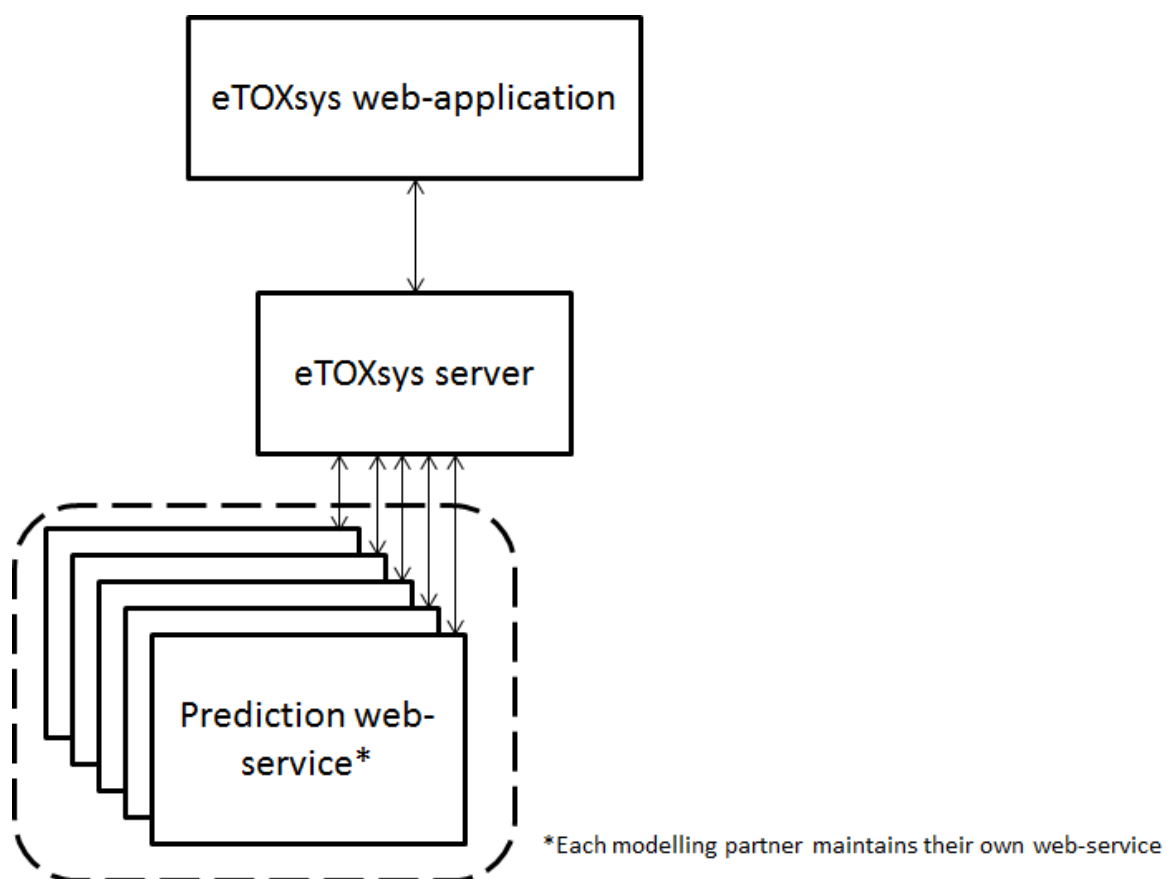 eTOXsys web-application
eTOXsys server
Prediction web-
service*
*Each modelling partner maintains their own web-service